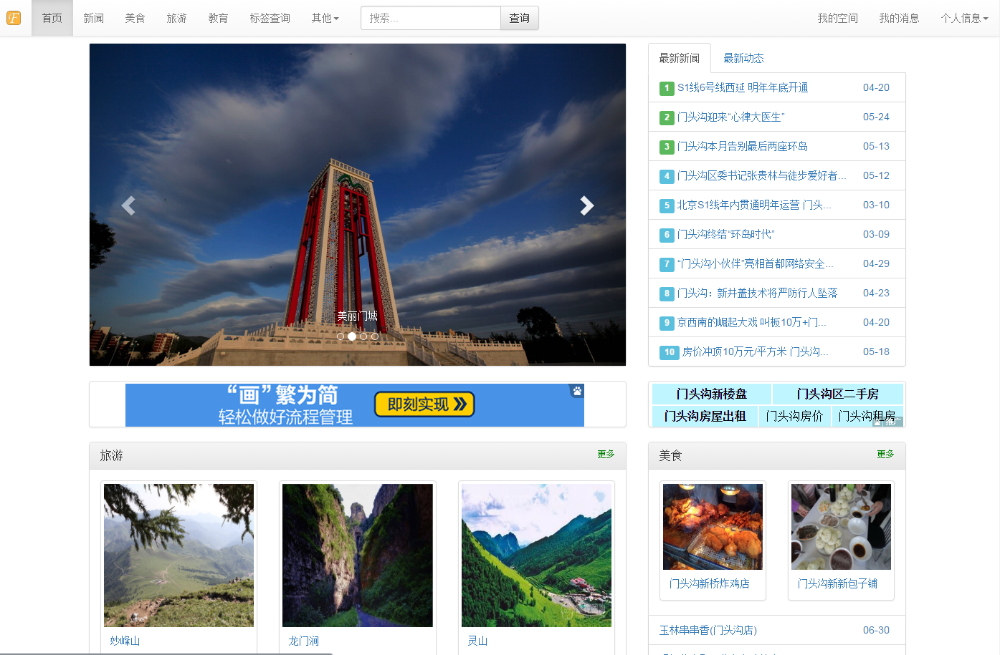 F 首页 新闻 美食 旅游 教育 标签查询 其他 搜索... 查询 我的空间 我的消息 个人信息
美丽门城
最新新闻 最新动态
1 S1线6号线西延 明年年底开通 04-20
2 门头沟迎来“心律大医生” 05-24
3 门头沟本月告别最后两座环岛 05-13
4 门头沟区委书记张贵林与徒步爱好者... 05-12
5 北京S1线年内贯通明年运营 门头... 03-10
6 门头沟终结“环岛时代” 03-09
7 “门头沟小伙伴”亮相首都网络安全... 04-29
8 门头沟：新井盖技术将严防行人坠落 04-23
9 京西南的崛起大戏 叫板10万+门... 04-20
10 房价冲顶10万元/平方米 门头沟... 05-18
“画”繁为简
轻松做好流程管理
即刻实现
门头沟新楼盘 门头沟区二手房
门头沟房屋出租 门头沟房价 门头沟租房
推广
旅游 更多
妙峰山 龙门涧 灵山
美食 更多
门头沟新桥炸鸡店 门头沟新新包子铺
玉林串串香(门头沟店) 06-30